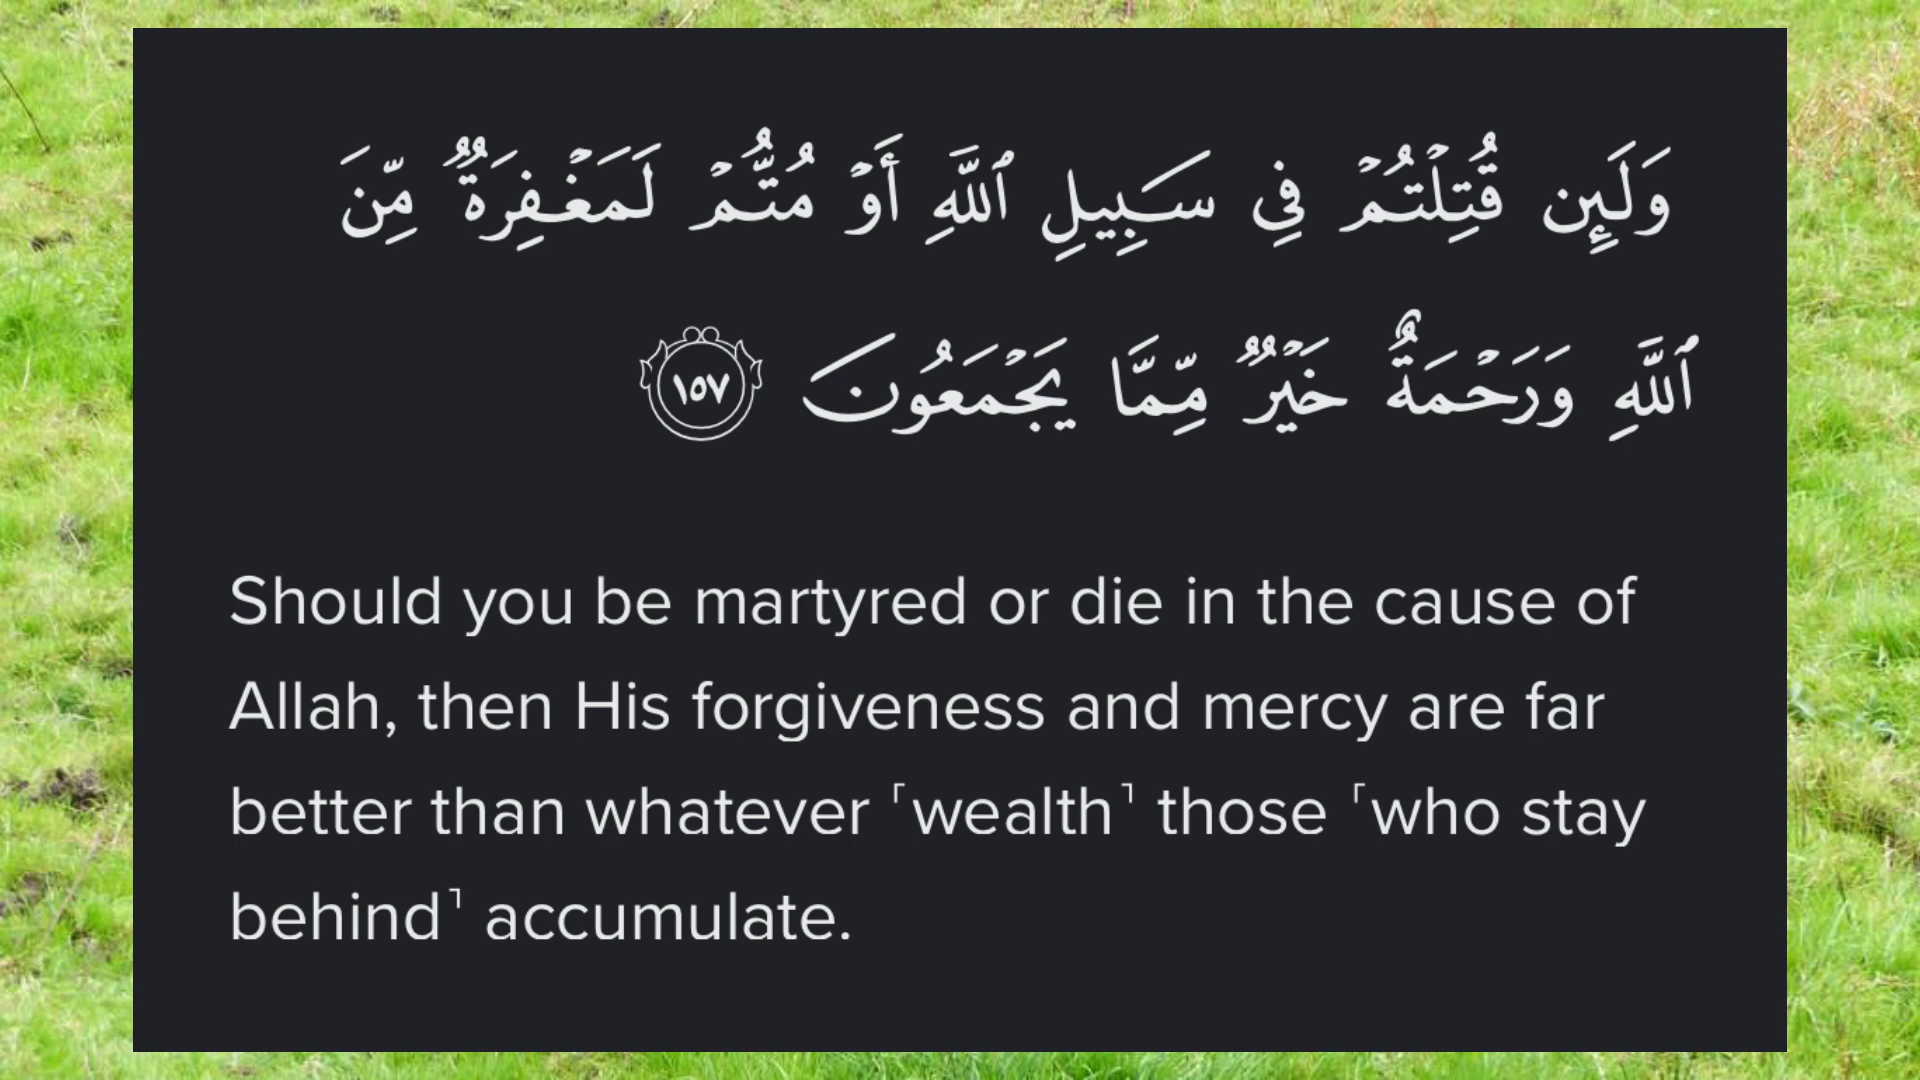 وَلَئِن قُتِلۡتُمۡ فِي سَبِيلِ ٱللَّهِ أَوۡ مُتُّمۡ لَمَغۡفِرَةٞ مِّنَ
ٱللَّهِ وَرَحۡمَةٌ خَيۡرٞ مِّمَّا يَجۡمَعُونَ ١٥٧
Should you be martyred or die in the cause of
Allah, then His forgiveness and mercy are far
better than whatever ˹wealth˺ those ˹who stay
behind˺ accumulate.